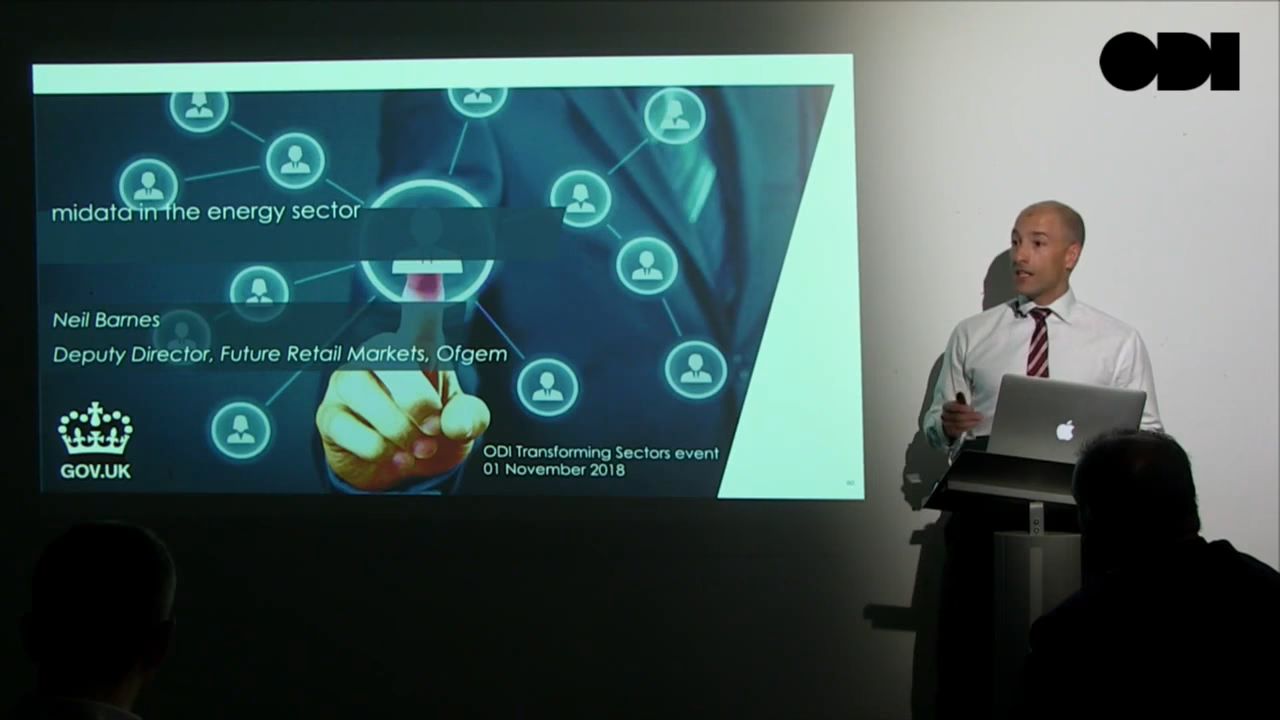 ODI
midata in the energy sector
Neil Barnes
Deputy Director, Future Retail Markets, Ofgem
GOV.UK
ODI Transforming Sectors event
01 November 2018